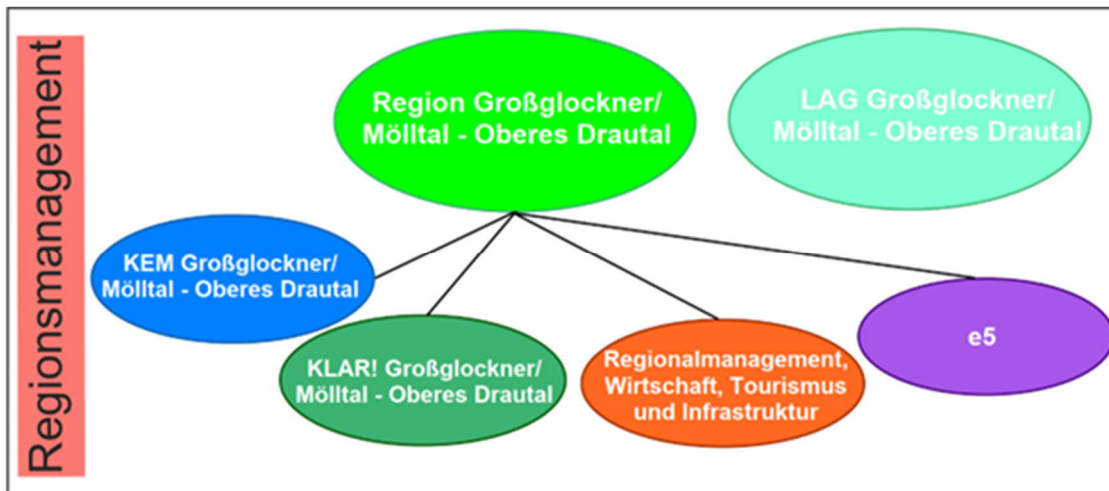 Regionsmanagement
Region Großglockner/
Mölltal - Oberes Drautal
LAG Großglockner/
Mölltal - Oberes Drautal
KEM Großglockner/
Mölltal - Oberes Drautal
KLAR! Großglockner/
Mölltal - Oberes Drautal
Regionalmanagement,
Wirtschaft, Tourismus
und Infrastruktur
e5